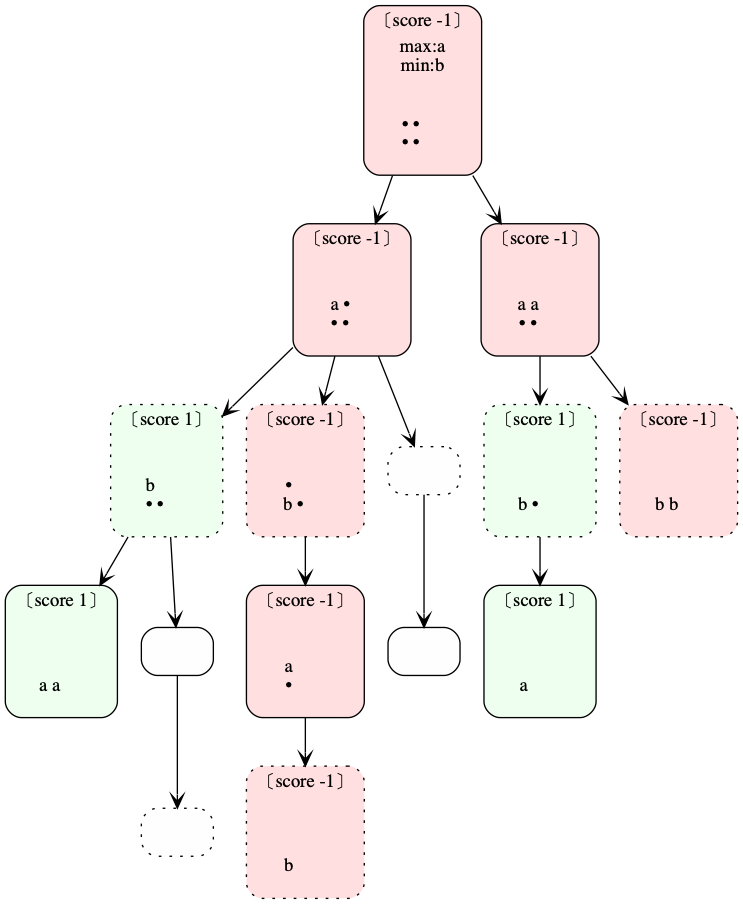 〔score -1〕
max:a
min:b
• •
• •
〔score -1〕
a •
• •
〔score -1〕
a a
• •
〔score 1〕
b
• •
〔score -1〕
•
b •
〔score 1〕
b •
〔score -1〕
b b
〔score 1〕
a a
〔score -1〕
a
•
〔score 1〕
a
〔score -1〕
b